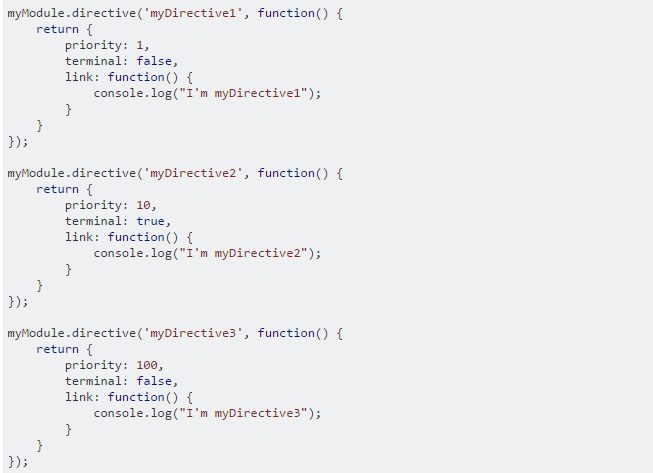 myModule.directive('myDirective1', function() {
    return {
        priority: 1,
        terminal: false,
        link: function() {
            console.log("I'm myDirective1");
        }
    }
});

myModule.directive('myDirective2', function() {
    return {
        priority: 10,
        terminal: true,
        link: function() {
            console.log("I'm myDirective2");
        }
    }
});

myModule.directive('myDirective3', function() {
    return {
        priority: 100,
        terminal: false,
        link: function() {
            console.log("I'm myDirective3");
        }
    }
});